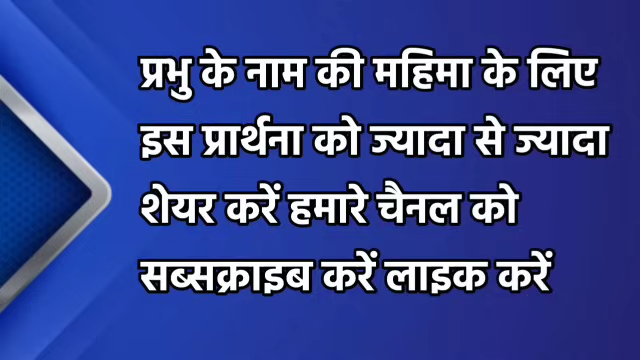 प्रभु के नाम की महिमा के लिए
इस प्रार्थना को ज्यादा से ज्यादा
शेयर करें हमारे चैनल को
सब्सक्राइब करें लाइक करें